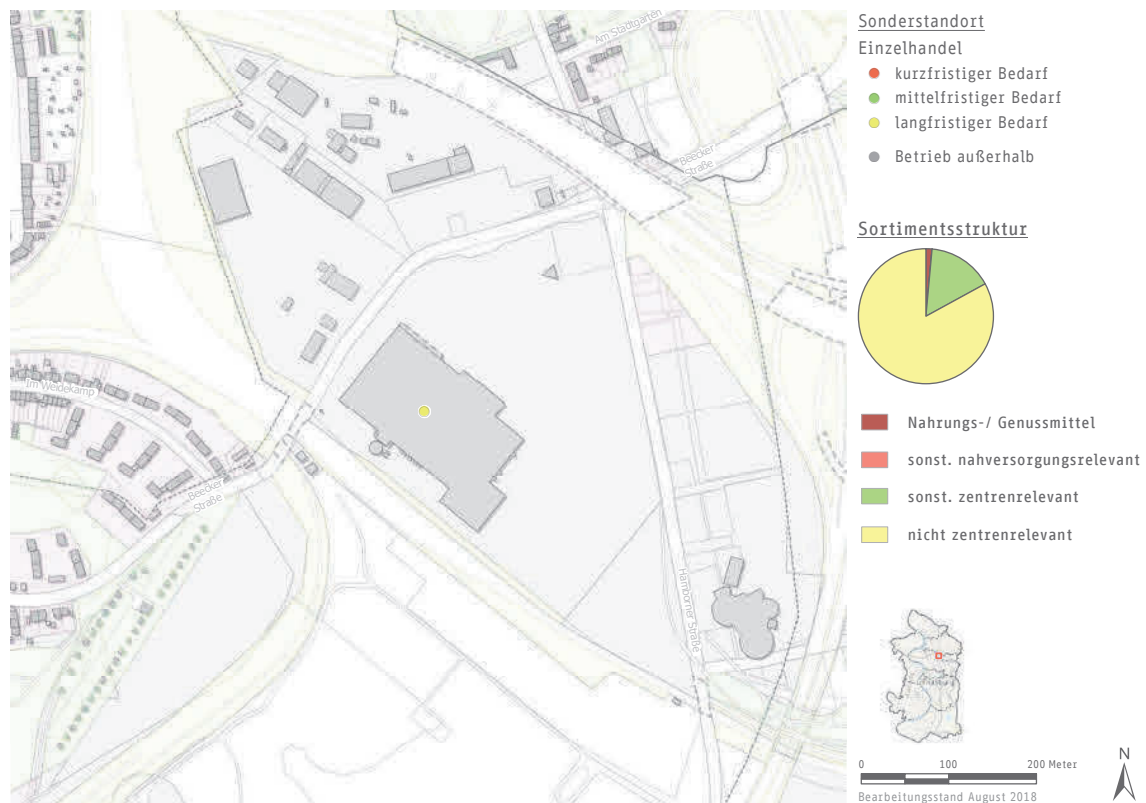 Sonderstandort
Einzelhandel
kurzfristiger Bedarf
mittelfristiger Bedarf
langfristiger Bedarf
Betrieb außerhalb
Sortimentsstruktur
Nahrungs-/ Genussmittel
sonst. nahversorgungsrelevant
sonst. zentrenrelevant
nicht zentrenrelevant
N
0 100 200 Meter
Bearbeitungsstand August 2018
Am Stadtgarten
Beecker
Straße
Im Weidekamp
Beecker
Straße
Hamborner Straße